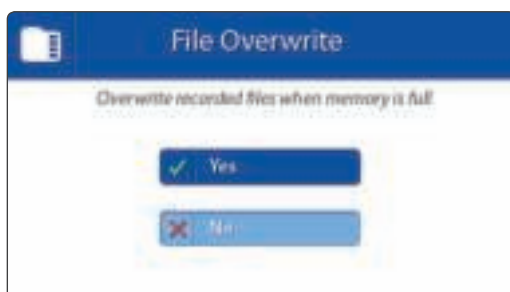 File Overwrite
Overwrite recorded files when memory is full
Yes
No